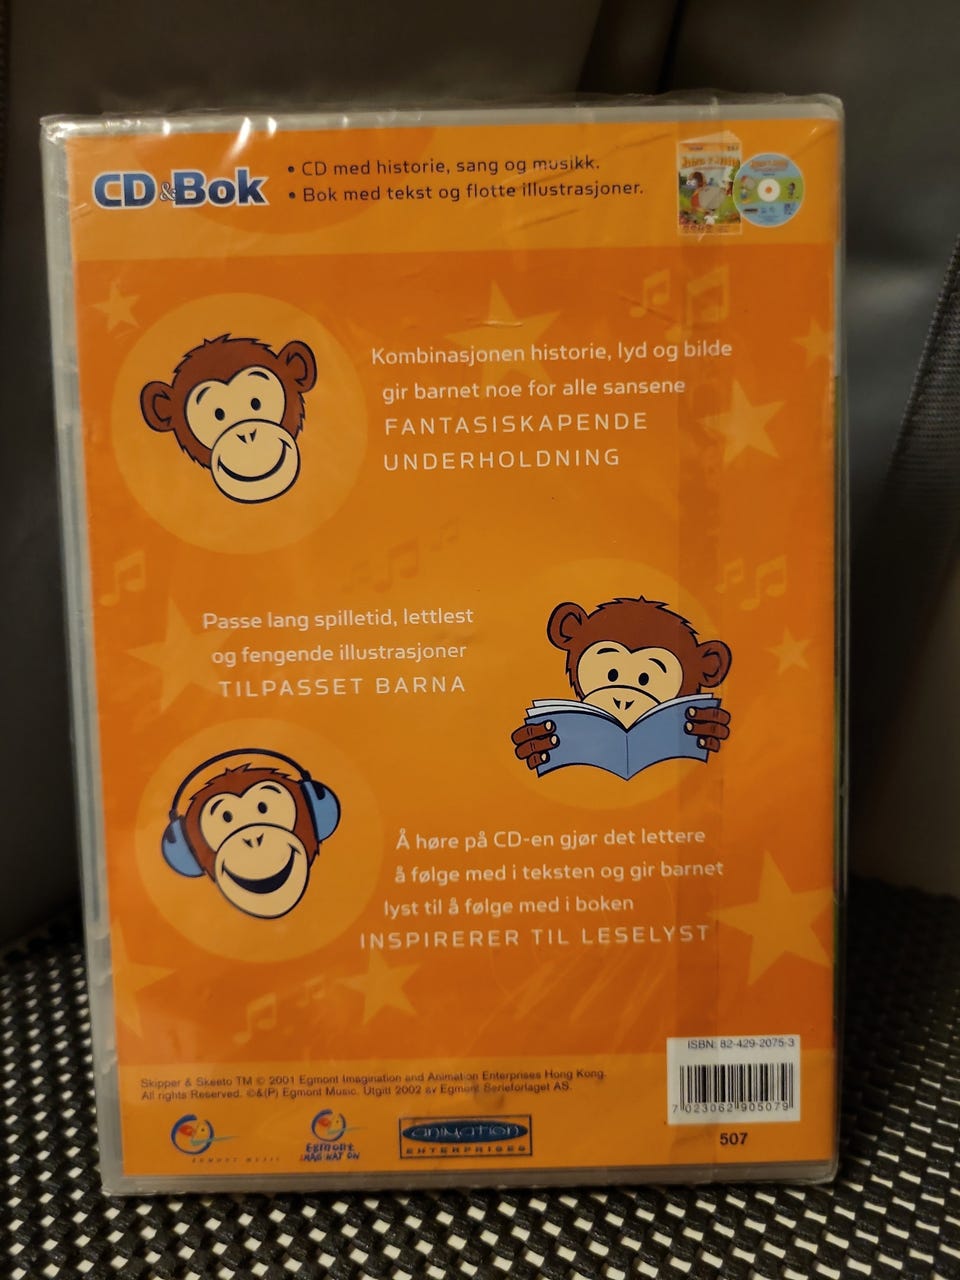 CD&Bok
• CD med historie, sang og musikk.
• Bok med tekst og flotte illustrasjoner.
Kombinasjonen historie, lyd og bilde
gir barnet noe for alle sansene
FANTASISKAPENDE
UNDERHOLDNING
Passe lang spilletid, lettlest
og fengende illustrasjoner
TILPASSET BARNA
Å høre på CD-en gjør det lettere
å følge med i teksten og gir barnet
lyst til å følge med i boken
INSPIRERER TIL LESELYST
ISBN: 82-429-2075-3
Skipper & Skeeto TM © 2001 Egmont Imagination and Animation Enterprises Hong Kong.
All rights Reserved. ©&(P) Egmont Music. Utgitt 2002 av Egmont Serieforlaget AS.
7 023062 905079
507
EGMONT MUSIC
EGMONT
IMAGINATION
ANIMATION
ENTERPRISES